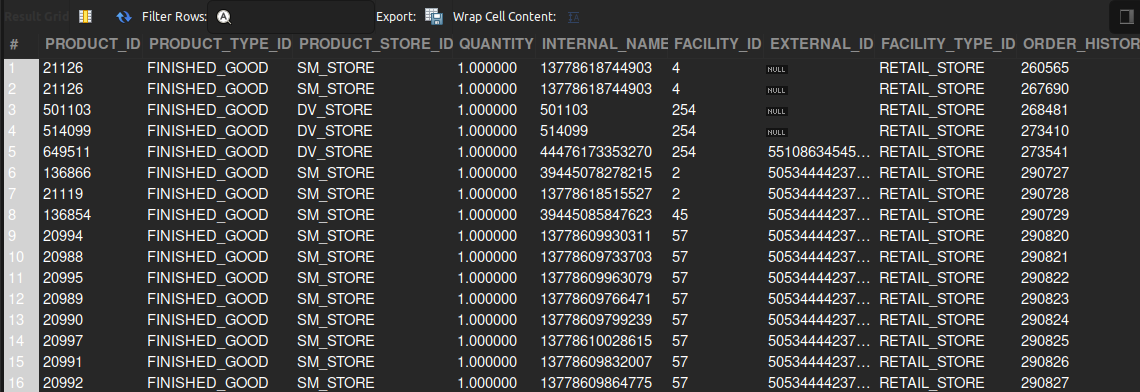 Result Grid Filter Rows: Export: Wrap Cell Content: IA
# PRODUCT_ID PRODUCT_TYPE_ID PRODUCT_STORE_ID QUANTITY INTERNAL_NAME FACILITY_ID EXTERNAL_ID FACILITY_TYPE_ID ORDER_HISTOR
1 21126 FINISHED_GOOD SM_STORE 1.000000 13778618744903 4 NULL RETAIL_STORE 260565
2 21126 FINISHED_GOOD SM_STORE 1.000000 13778618744903 4 NULL RETAIL_STORE 267690
3 501103 FINISHED_GOOD DV_STORE 1.000000 501103 254 NULL RETAIL_STORE 268481
4 514099 FINISHED_GOOD DV_STORE 1.000000 514099 254 NULL RETAIL_STORE 273410
5 649511 FINISHED_GOOD DV_STORE 1.000000 44476173353270 254 55108634545... RETAIL_STORE 273541
6 136866 FINISHED_GOOD SM_STORE 1.000000 39445078278215 2 50534444237... RETAIL_STORE 290727
7 21119 FINISHED_GOOD SM_STORE 1.000000 13778618515527 2 50534444237... RETAIL_STORE 290728
8 136854 FINISHED_GOOD SM_STORE 1.000000 39445085847623 45 50534444237... RETAIL_STORE 290729
9 20994 FINISHED_GOOD SM_STORE 1.000000 13778609930311 57 50534444237... RETAIL_STORE 290820
10 20988 FINISHED_GOOD SM_STORE 1.000000 13778609733703 57 50534444237... RETAIL_STORE 290821
11 20995 FINISHED_GOOD SM_STORE 1.000000 13778609963079 57 50534444237... RETAIL_STORE 290822
12 20989 FINISHED_GOOD SM_STORE 1.000000 13778609766471 57 50534444237... RETAIL_STORE 290823
13 20990 FINISHED_GOOD SM_STORE 1.000000 13778609799239 57 50534444237... RETAIL_STORE 290824
14 20997 FINISHED_GOOD SM_STORE 1.000000 13778610028615 57 50534444237... RETAIL_STORE 290825
15 20991 FINISHED_GOOD SM_STORE 1.000000 13778609832007 57 50534444237... RETAIL_STORE 290826
16 20992 FINISHED_GOOD SM_STORE 1.000000 13778609864775 57 50534444237... RETAIL_STORE 290827